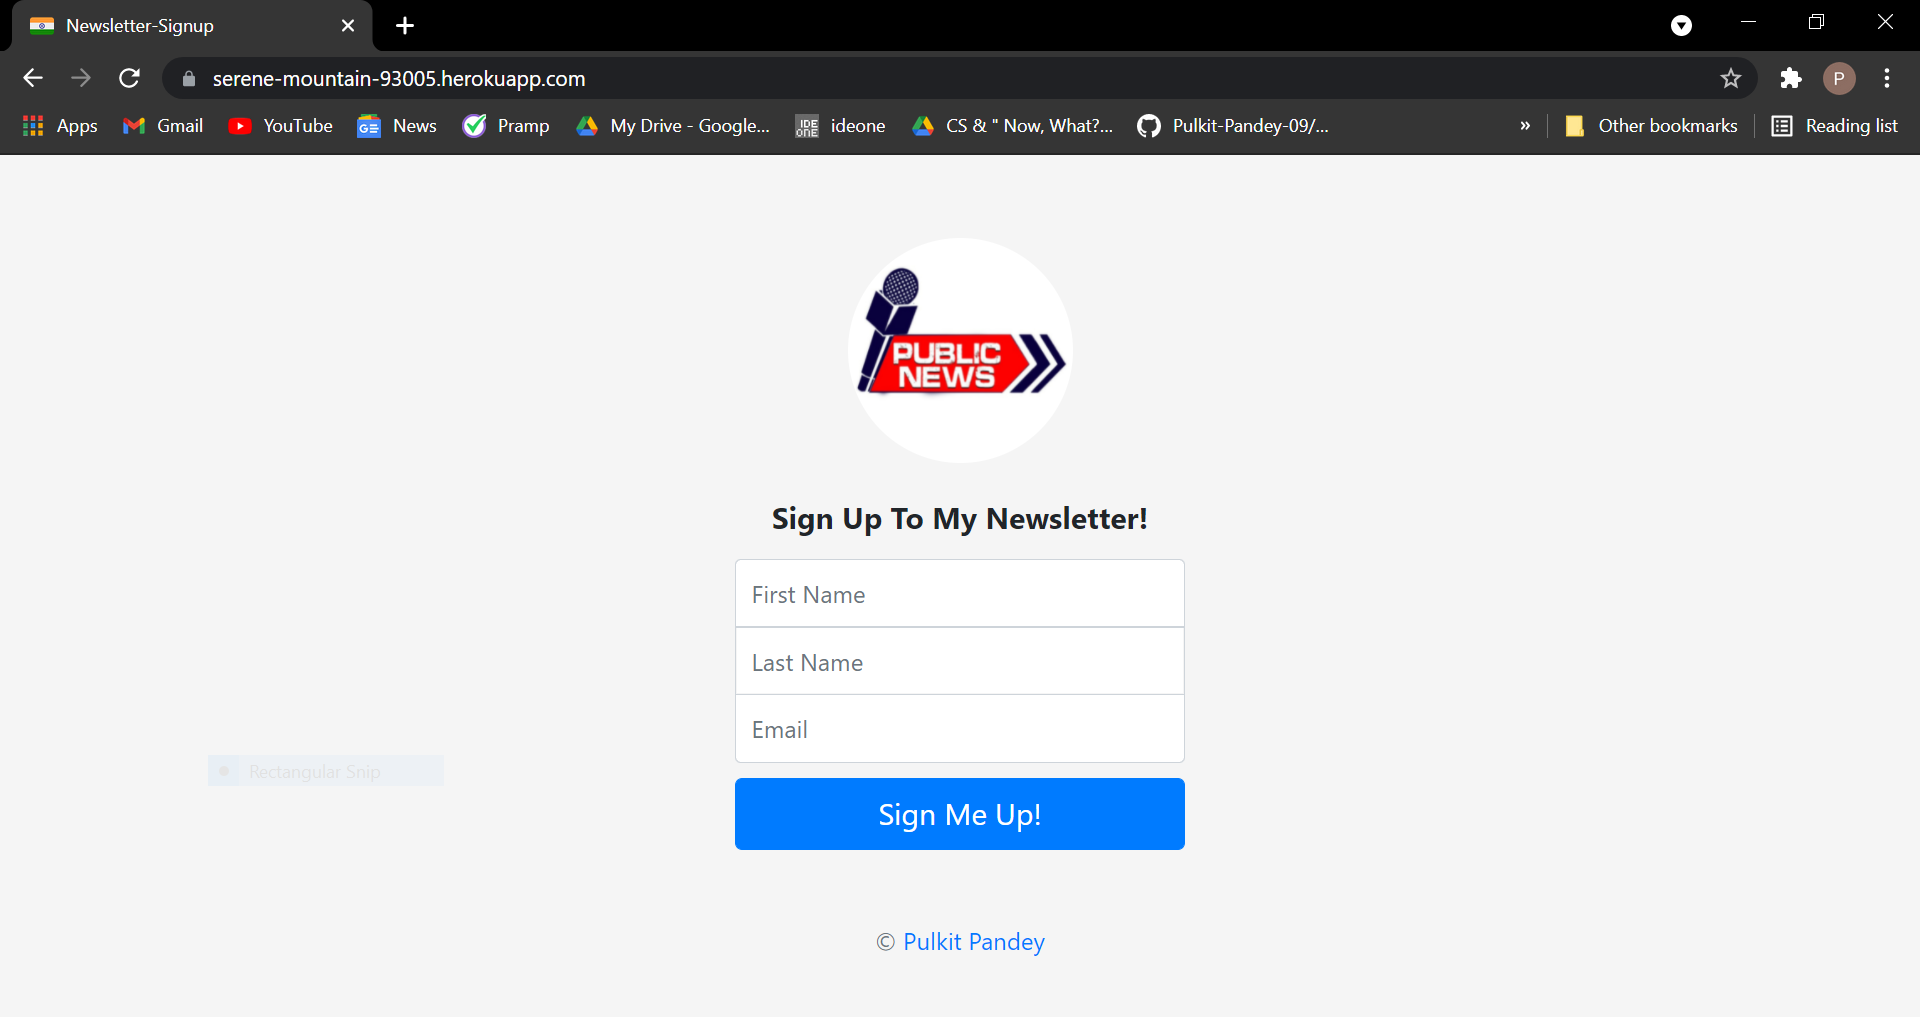 Newsletter-Signup
serene-mountain-93005.herokuapp.com
P
Apps Gmail YouTube News Pramp My Drive - Google... IDE ONE ideone CS & " Now, What?... Pulkit-Pandey-09/... » Other bookmarks Reading list
PUBLIC
NEWS
Sign Up To My Newsletter!
First Name
Last Name
Email
Rectangular Snip
Sign Me Up!
© Pulkit Pandey